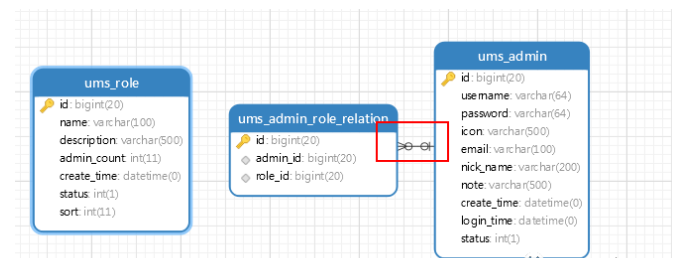 ums_role
id: bigint(20)
name: varchar(100)
description: varchar(500)
admin_count: int(11)
create_time: datetime(0)
status: int(1)
sort: int(11)
ums_admin_role_relation
id: bigint(20)
admin_id: bigint(20)
role_id: bigint(20)
ums_admin
id: bigint(20)
username: varchar(64)
password: varchar(64)
icon: varchar(500)
email: varchar(100)
nick_name: varchar(200)
note: varchar(500)
create_time: datetime(0)
login_time: datetime(0)
status: int(1)